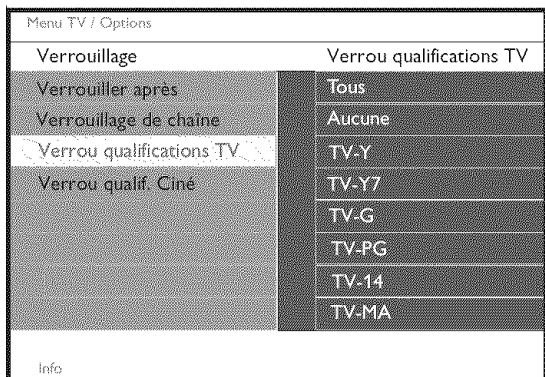 Menu TV / Options
Verrouillage
Verrou qualifications TV
Verrouiller après
Tous
Verrouillage de chaîne
Aucune
Verrou qualifications TV
TV-Y
Verrou qualif. Ciné
TV-Y7
TV-G
TV-PG
TV-14
TV-MA
Info